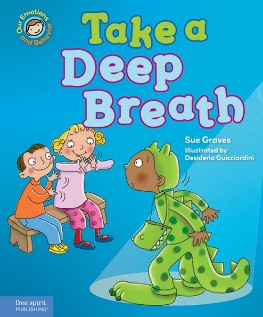 Our Emotions
and Behavior
Take a
Deep
Breath
Sue Graves
Illustrated by
Desideria Guicciardini
free spirit
PUBLISHING®